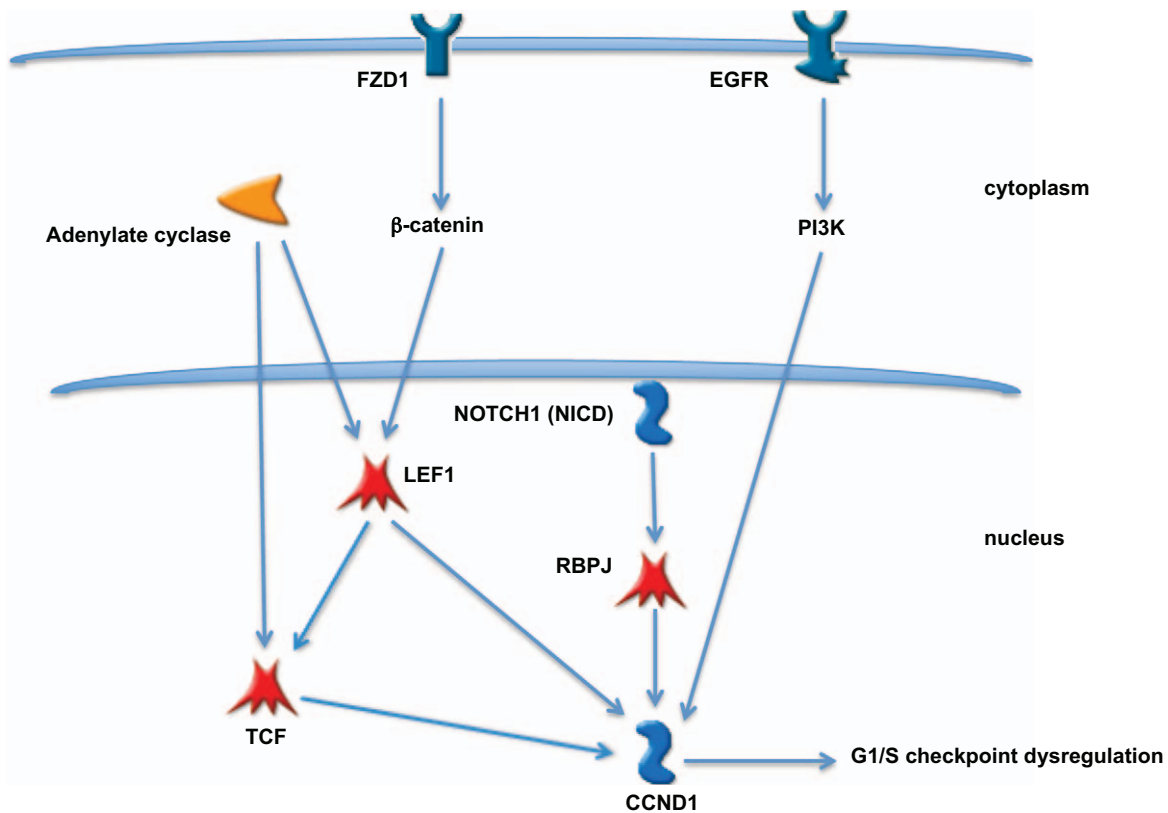 FZD1
EGFR
cytoplasm
Adenylate cyclase
β-catenin
PI3K
NOTCH1 (NICD)
LEF1
nucleus
RBPJ
TCF
G1/S checkpoint dysregulation
CCND1